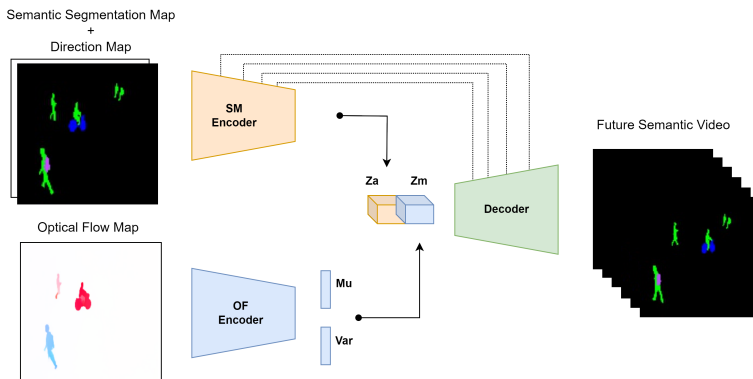 Semantic Segmentation Map
+
Direction Map
SM
Encoder
Future Semantic Video
Za
Zm
Decoder
Optical Flow Map
OF
Encoder
Mu
Var